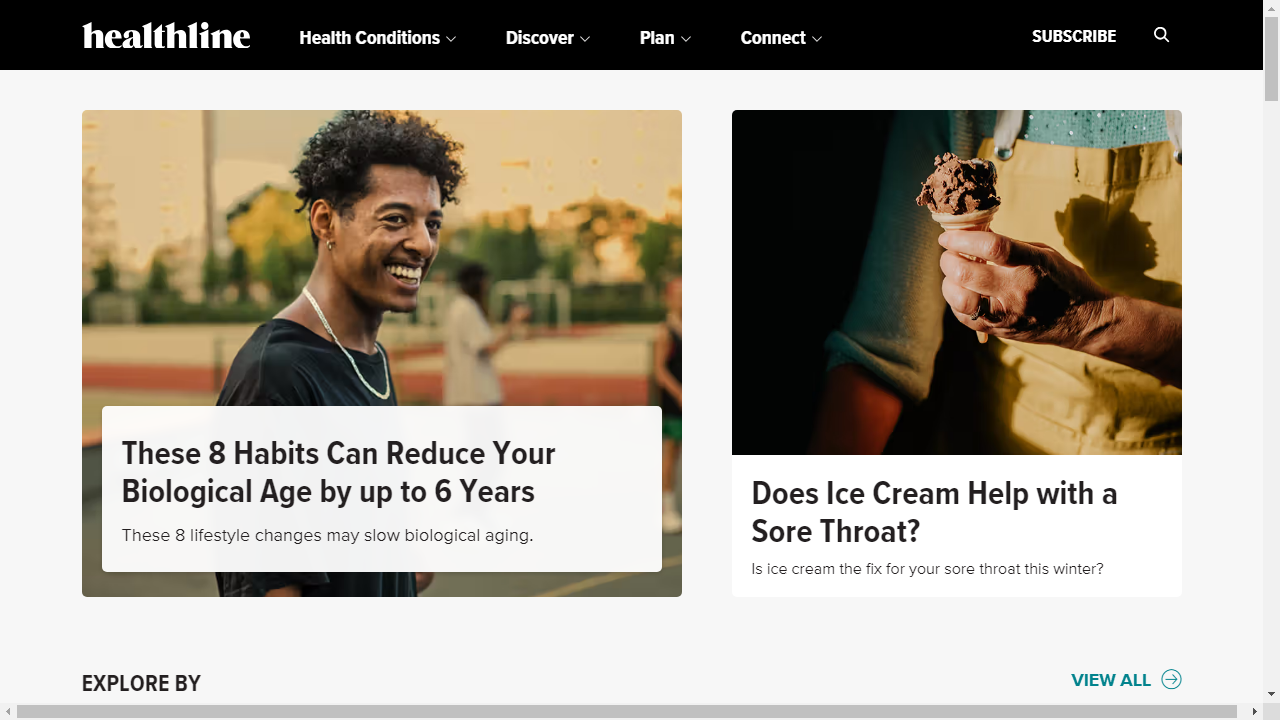 healthline
Health Conditions
Discover
Plan
Connect
SUBSCRIBE
These 8 Habits Can Reduce Your
Biological Age by up to 6 Years
These 8 lifestyle changes may slow biological aging.
Does Ice Cream Help with a
Sore Throat?
Is ice cream the fix for your sore throat this winter?
EXPLORE BY
VIEW ALL